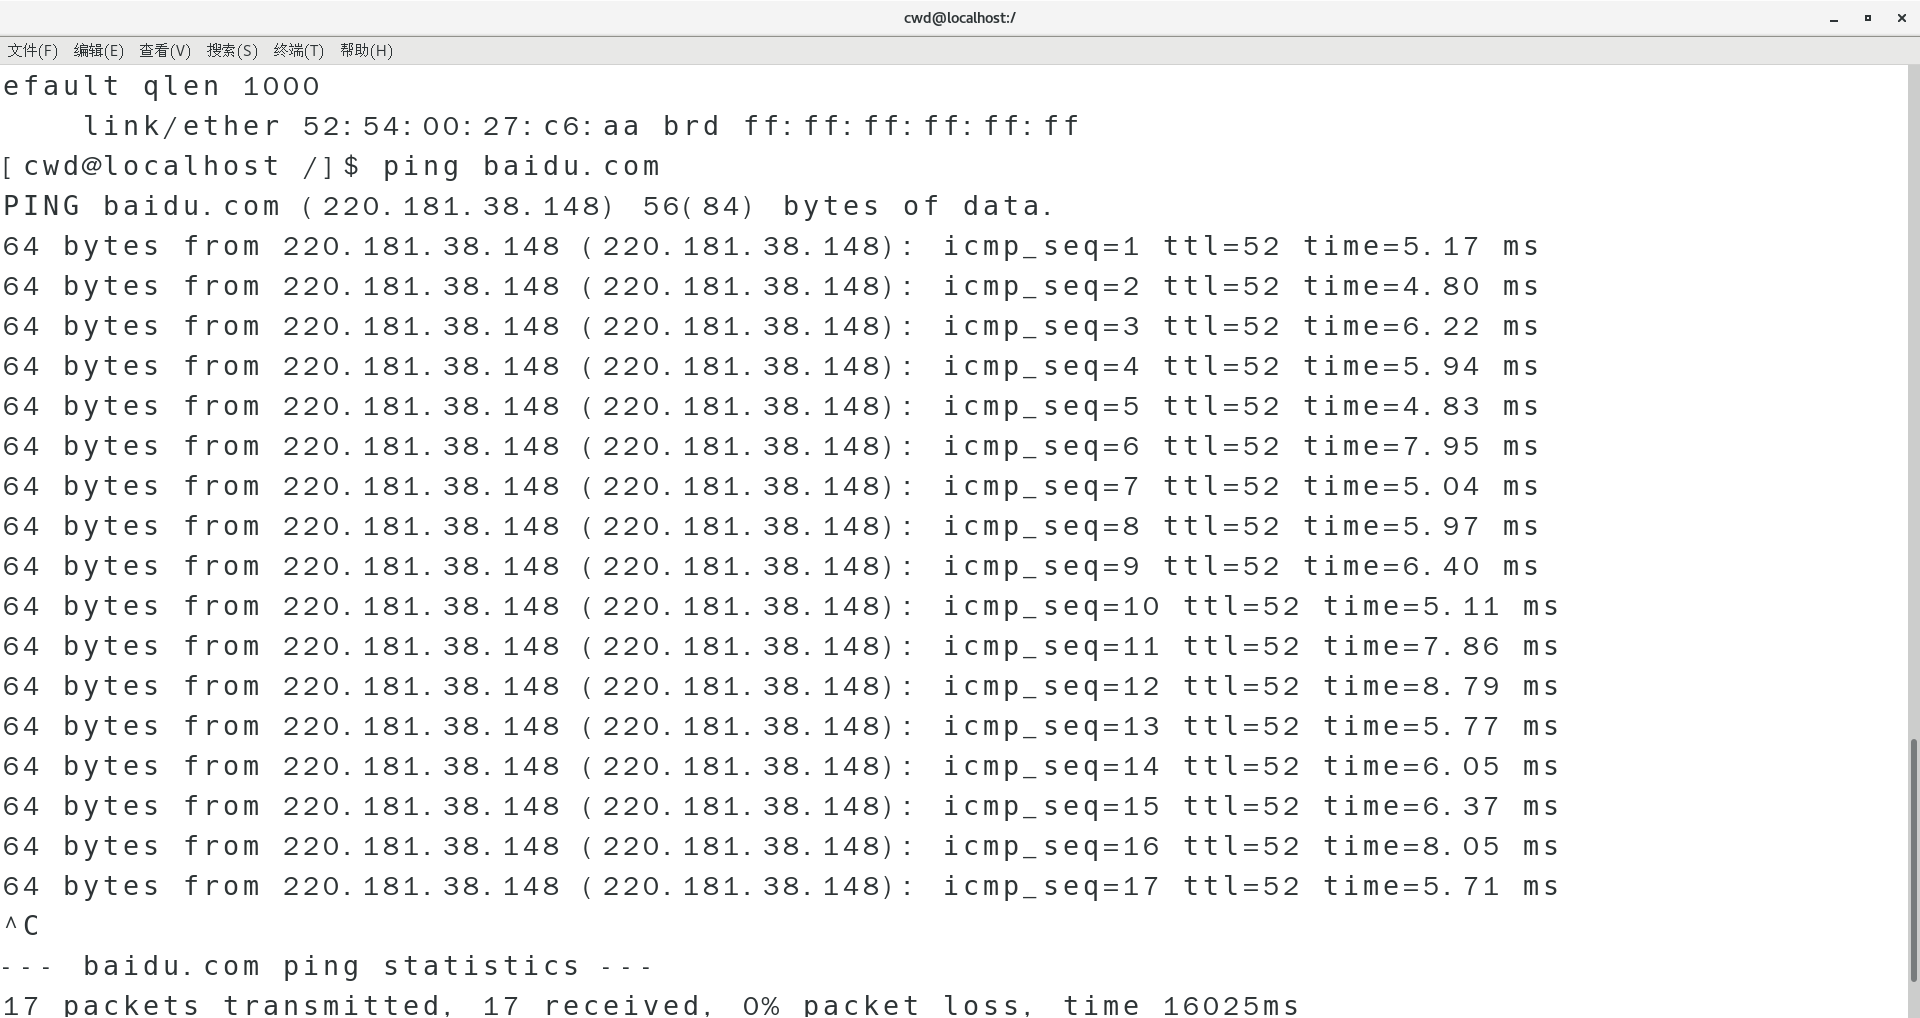 cwd@localhost:/
文件(F) 编辑(E) 查看(V) 搜索(S) 终端(T) 帮助(H)
efault qlen 1000
    link/ether 52:54:00:27:c6:aa brd ff:ff:ff:ff:ff:ff
[cwd@localhost /]$ ping baidu.com
PING baidu.com (220.181.38.148) 56(84) bytes of data.
64 bytes from 220.181.38.148 (220.181.38.148): icmp_seq=1 ttl=52 time=5.17 ms
64 bytes from 220.181.38.148 (220.181.38.148): icmp_seq=2 ttl=52 time=4.80 ms
64 bytes from 220.181.38.148 (220.181.38.148): icmp_seq=3 ttl=52 time=6.22 ms
64 bytes from 220.181.38.148 (220.181.38.148): icmp_seq=4 ttl=52 time=5.94 ms
64 bytes from 220.181.38.148 (220.181.38.148): icmp_seq=5 ttl=52 time=4.83 ms
64 bytes from 220.181.38.148 (220.181.38.148): icmp_seq=6 ttl=52 time=7.95 ms
64 bytes from 220.181.38.148 (220.181.38.148): icmp_seq=7 ttl=52 time=5.04 ms
64 bytes from 220.181.38.148 (220.181.38.148): icmp_seq=8 ttl=52 time=5.97 ms
64 bytes from 220.181.38.148 (220.181.38.148): icmp_seq=9 ttl=52 time=6.40 ms
64 bytes from 220.181.38.148 (220.181.38.148): icmp_seq=10 ttl=52 time=5.11 ms
64 bytes from 220.181.38.148 (220.181.38.148): icmp_seq=11 ttl=52 time=7.86 ms
64 bytes from 220.181.38.148 (220.181.38.148): icmp_seq=12 ttl=52 time=8.79 ms
64 bytes from 220.181.38.148 (220.181.38.148): icmp_seq=13 ttl=52 time=5.77 ms
64 bytes from 220.181.38.148 (220.181.38.148): icmp_seq=14 ttl=52 time=6.05 ms
64 bytes from 220.181.38.148 (220.181.38.148): icmp_seq=15 ttl=52 time=6.37 ms
64 bytes from 220.181.38.148 (220.181.38.148): icmp_seq=16 ttl=52 time=8.05 ms
64 bytes from 220.181.38.148 (220.181.38.148): icmp_seq=17 ttl=52 time=5.71 ms
^C
--- baidu.com ping statistics ---
17 packets transmitted, 17 received, 0% packet loss, time 16025ms